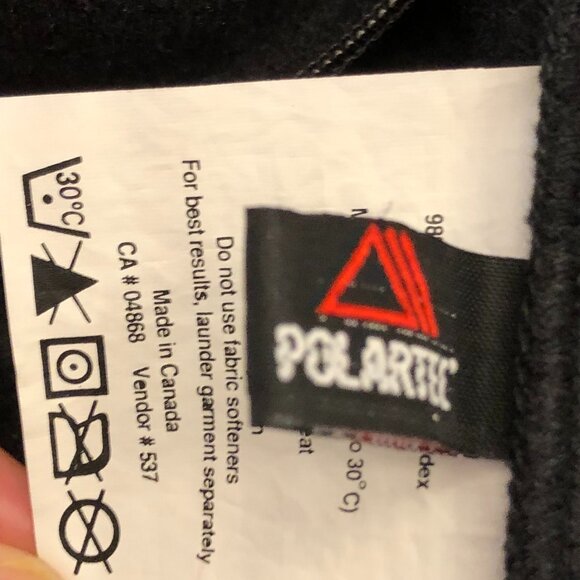 98 dex
o 30°C)
eat
POLARTEC
Do not use fabric softeners
For best results, launder garment separately
Made in Canada
CA # 04868 Vendor # 537
30°C